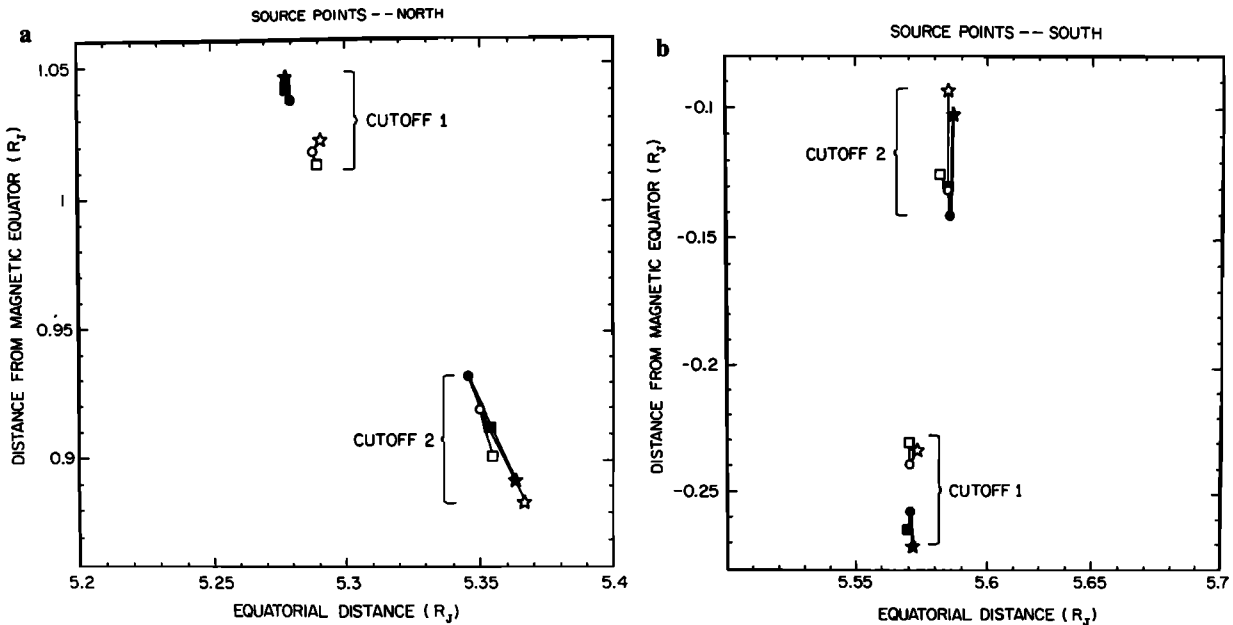 SOURCE POINTS -- NORTH
a
1.05
1
0.95
0.9
DISTANCE FROM MAGNETIC EQUATOR (RJ)
CUTOFF 1
CUTOFF 2
5.2
5.25
5.3
5.35
5.4
EQUATORIAL DISTANCE (RJ)
SOURCE POINTS -- SOUTH
b
-0.1
-0.15
-0.2
-0.25
DISTANCE FROM MAGNETIC EQUATOR (RJ)
CUTOFF 2
CUTOFF 1
5.55
5.6
5.65
5.7
EQUATORIAL DISTANCE (RJ)